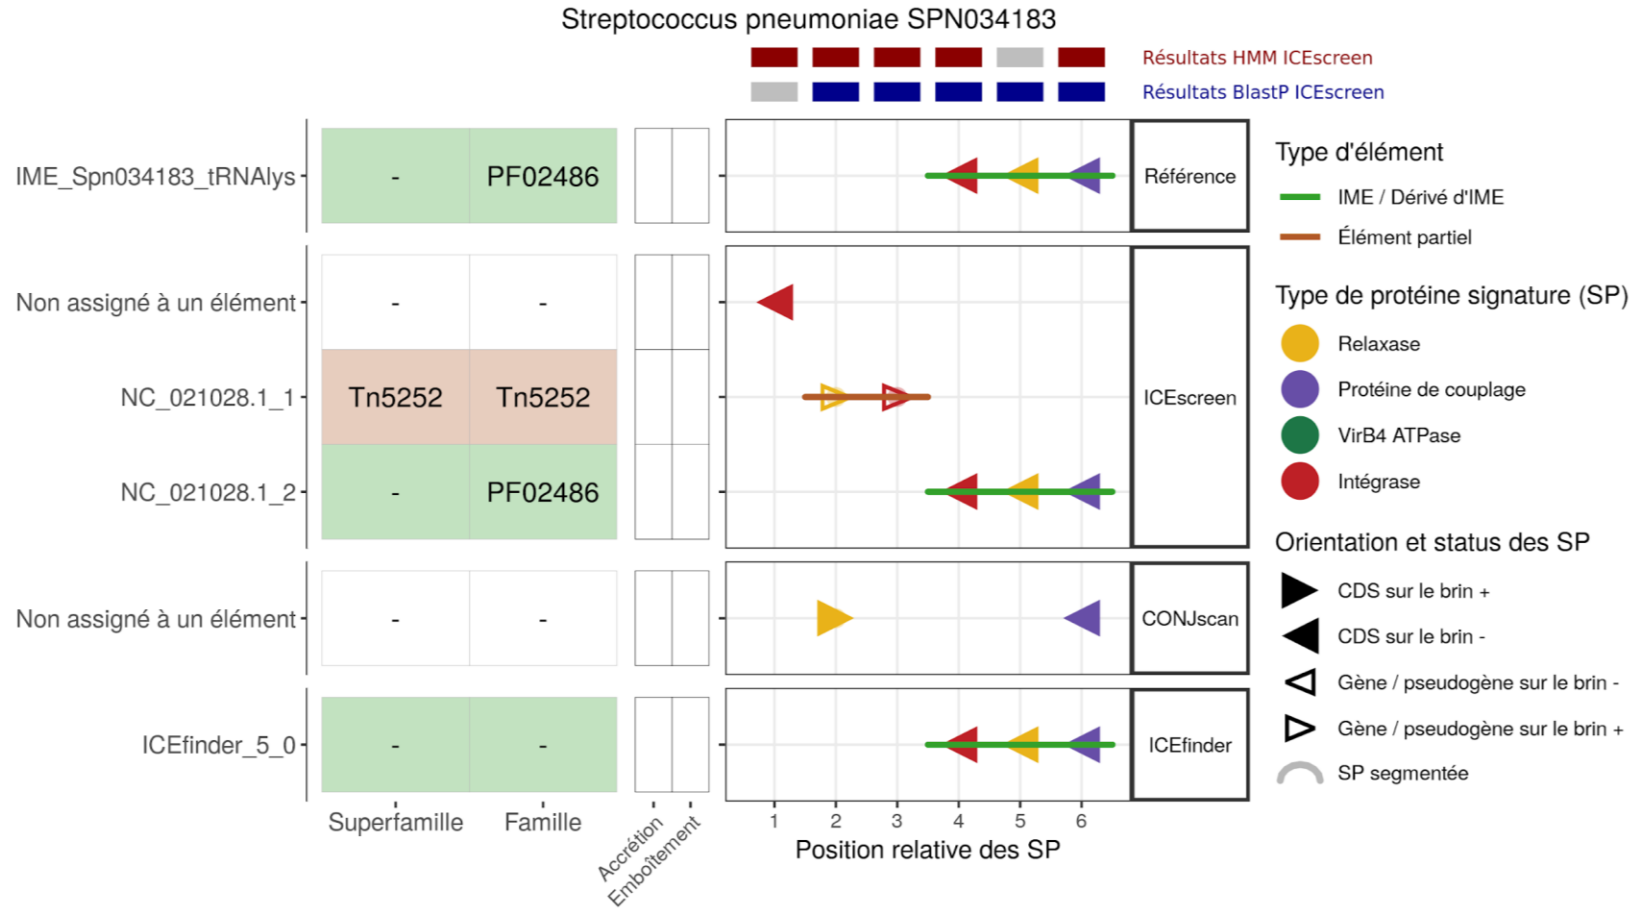 Streptococcus pneumoniae SPN034183
Résultats HMM ICEscreen
Résultats BlastP ICEscreen
IME_Spn034183_tRNAlys
-
PF02486
Référence
Non assigné à un élément
-
-
NC_021028.1_1
Tn5252
Tn5252
ICEscreen
NC_021028.1_2
-
PF02486
Non assigné à un élément
-
-
CONJscan
ICEfinder_5_0
-
-
ICEfinder
Superfamille
Famille
Accrétion
Emboîtement
1 2 3 4 5 6
Position relative des SP
Type d'élément
IME / Dérivé d'IME
Élément partiel
Type de protéine signature (SP)
Relaxase
Protéine de couplage
VirB4 ATPase
Intégrase
Orientation et status des SP
CDS sur le brin +
CDS sur le brin -
Gène / pseudogène sur le brin -
Gène / pseudogène sur le brin +
SP segmentée